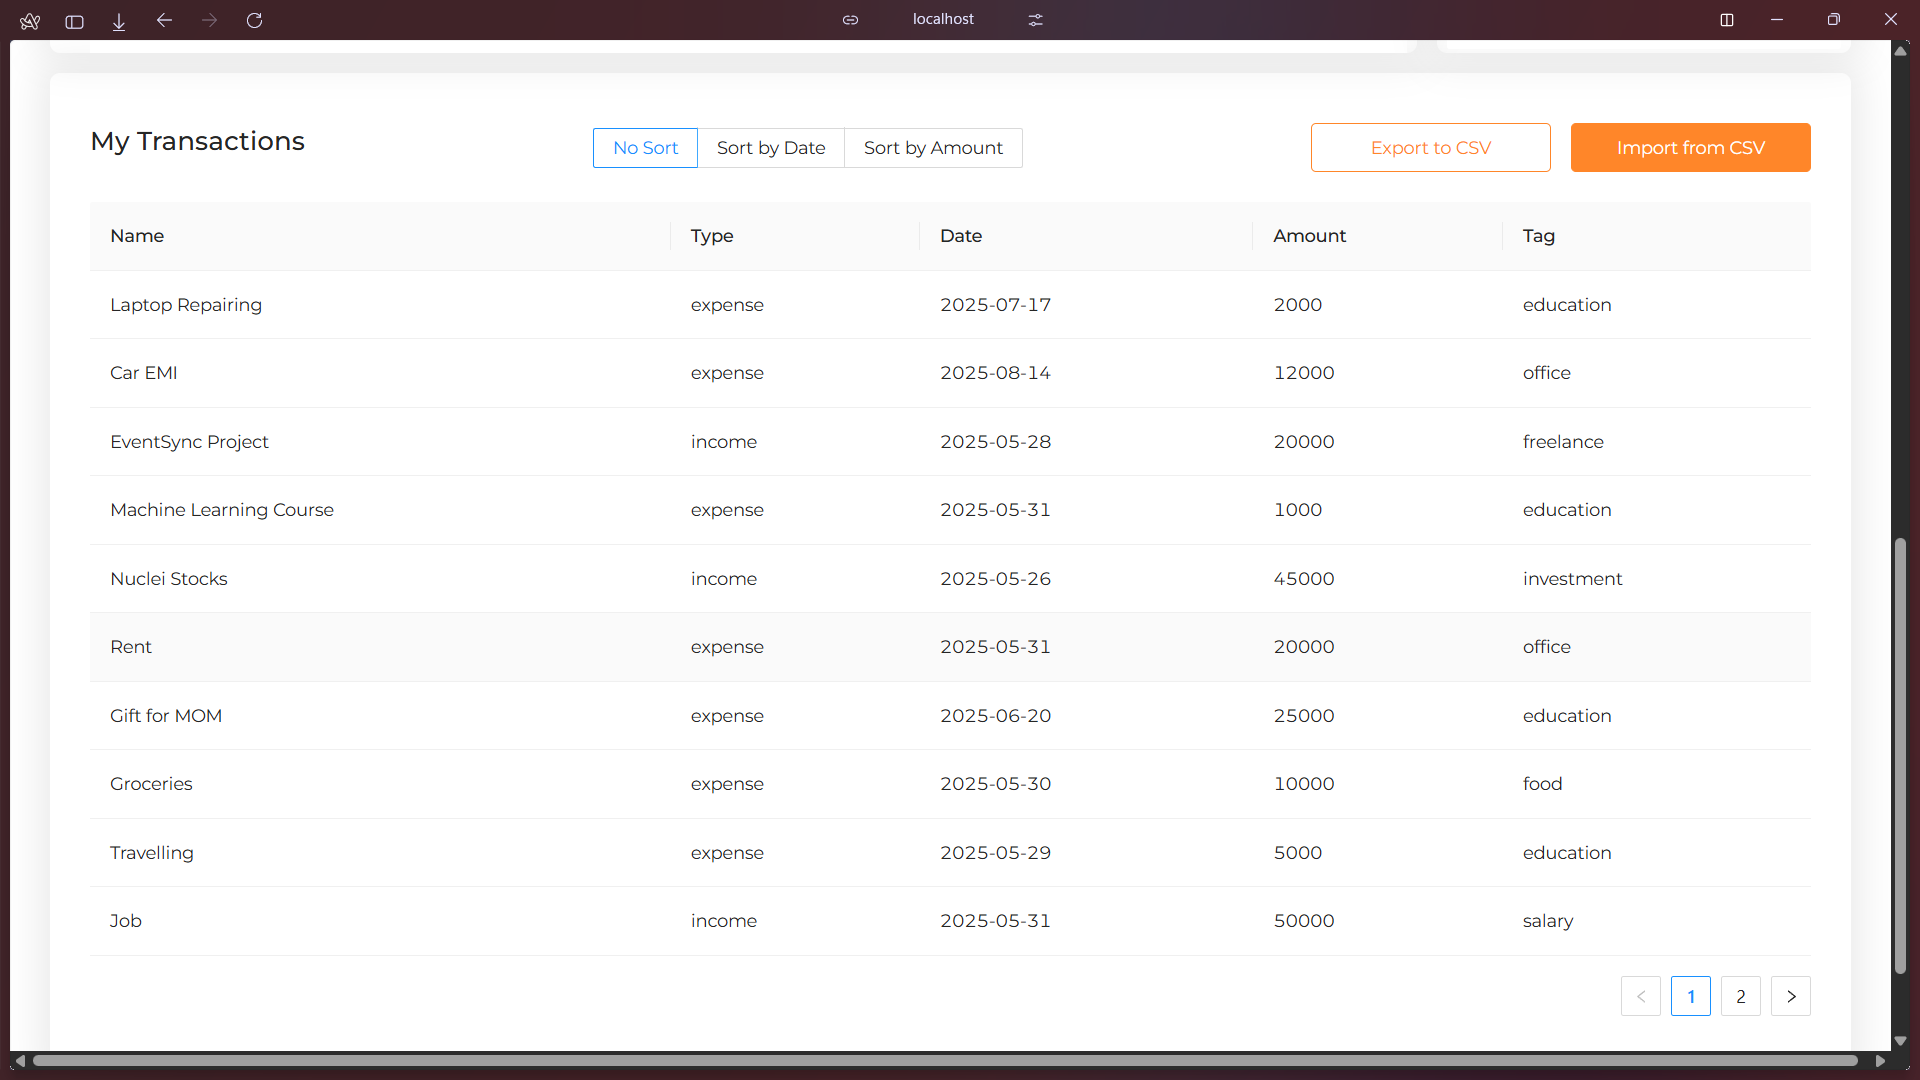 localhost
My Transactions
No Sort Sort by Date Sort by Amount
Export to CSV Import from CSV
Name Type Date Amount Tag
Laptop Repairing expense 2025-07-17 2000 education
Car EMI expense 2025-08-14 12000 office
EventSync Project income 2025-05-28 20000 freelance
Machine Learning Course expense 2025-05-31 1000 education
Nuclei Stocks income 2025-05-26 45000 investment
Rent expense 2025-05-31 20000 office
Gift for MOM expense 2025-06-20 25000 education
Groceries expense 2025-05-30 10000 food
Travelling expense 2025-05-29 5000 education
Job income 2025-05-31 50000 salary
1 2